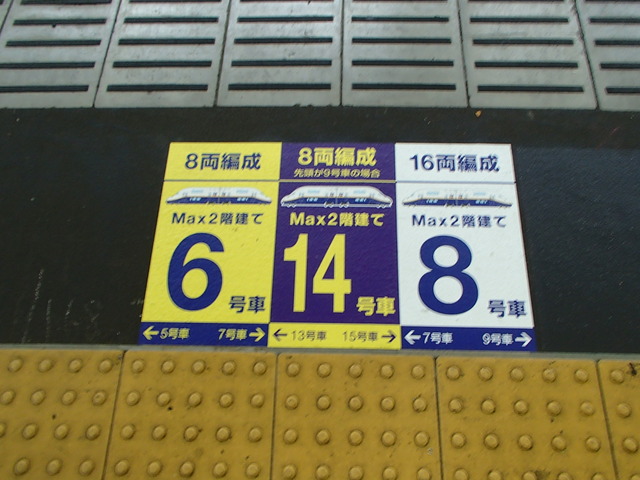 8両編成
Max2階建て
6号車
←5号車 7号車→
8両編成
先頭が9号車の場合
Max2階建て
14号車
←13号車 15号車→
16両編成
Max2階建て
8号車
←7号車 9号車→